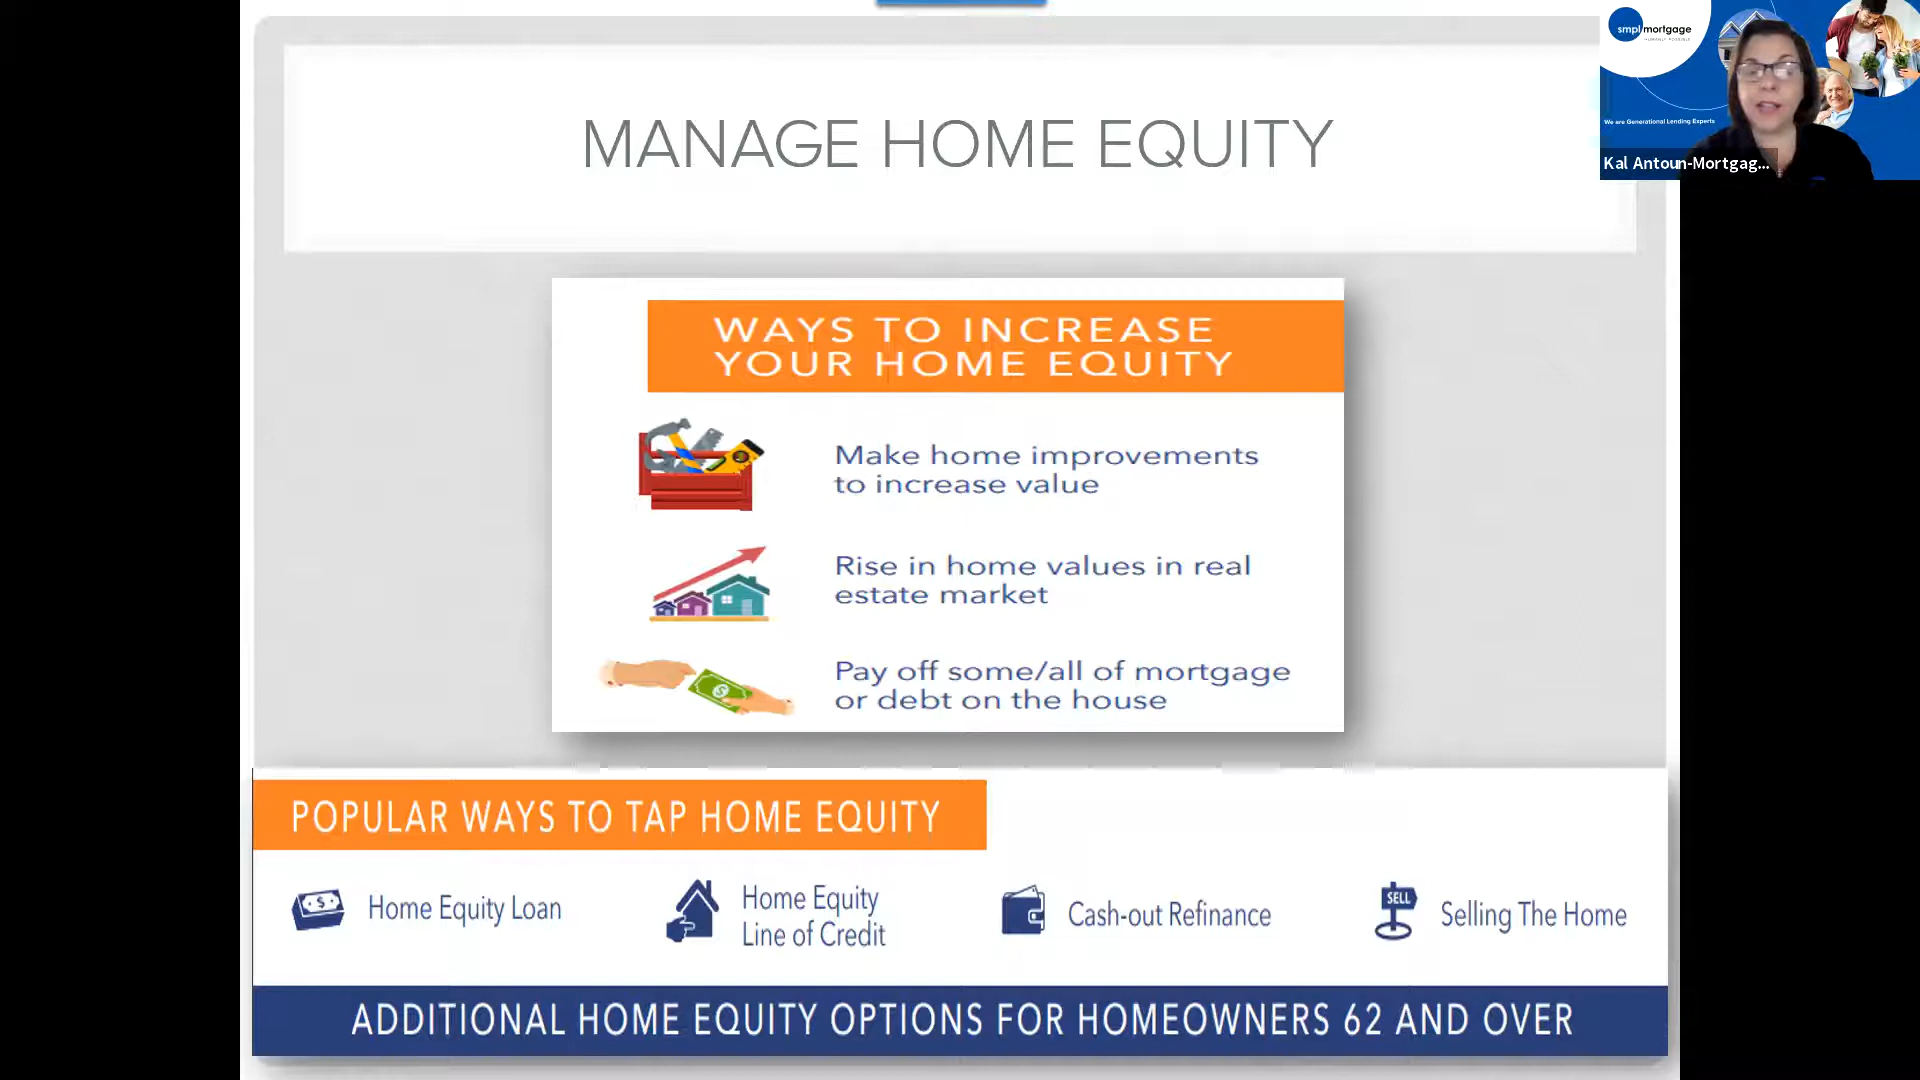 MANAGE HOME EQUITY
smpl mortgage
We are Generational Lending Experts
Kal Antoun-Mortgag...
WAYS TO INCREASE
YOUR HOME EQUITY
Make home improvements
to increase value
Rise in home values in real
estate market
Pay off some/all of mortgage
or debt on the house
POPULAR WAYS TO TAP HOME EQUITY
Home Equity Loan
Home Equity
Line of Credit
Cash-out Refinance
SELL
Selling The Home
ADDITIONAL HOME EQUITY OPTIONS FOR HOMEOWNERS 62 AND OVER